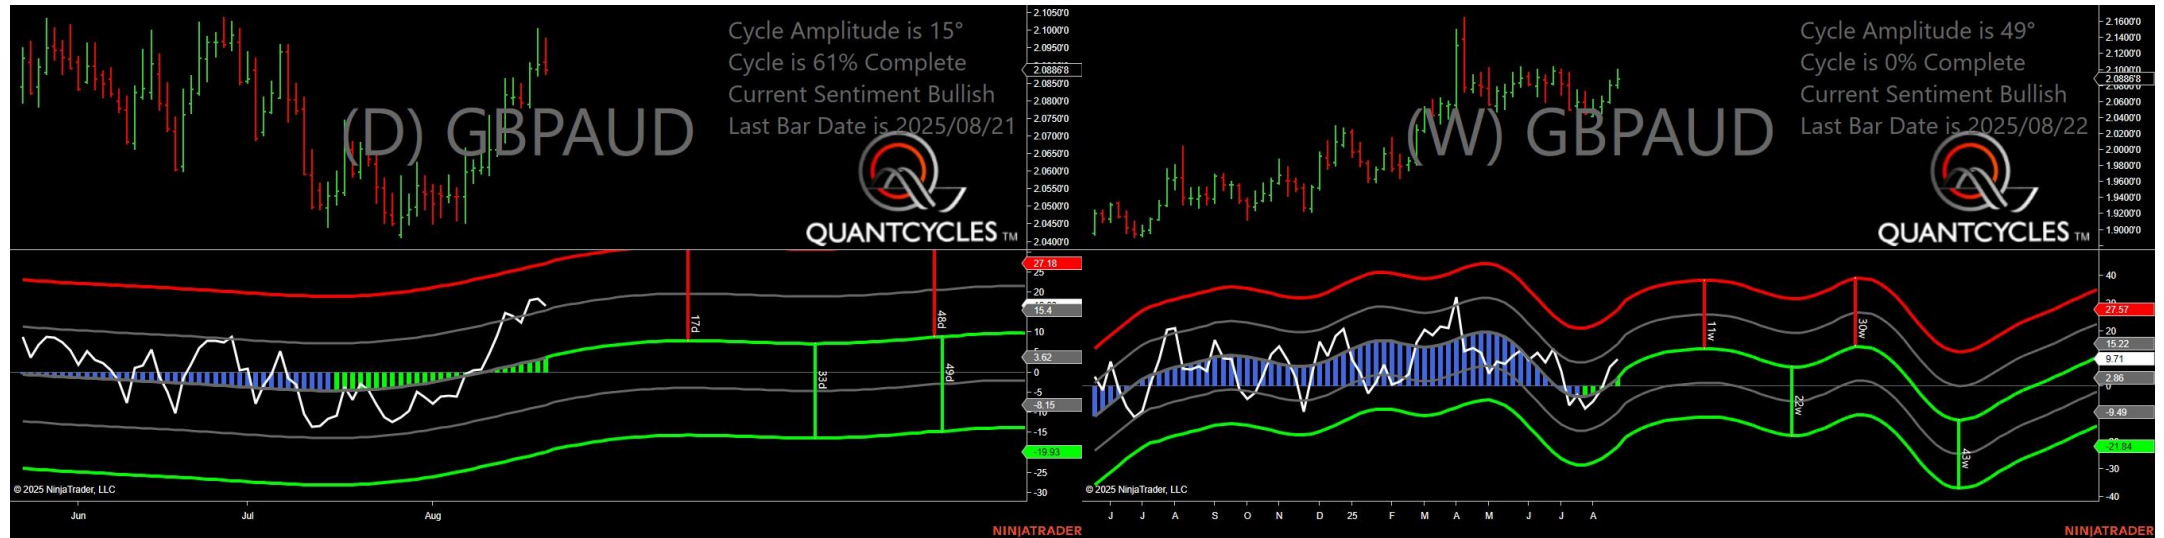 Cycle Amplitude is 15°
Cycle is 61% Complete
Current Sentiment Bullish
Last Bar Date is 2025/08/21
(D) GBPAUD
QUANTCYCLES TM
2.1050'0
2.1000'0
2.0950'0
2.0886'8
2.0850'0
2.0800'0
2.0750'0
2.0700'0
2.0650'0
2.0600'0
2.0550'0
2.0500'0
2.0450'0
2.0400'0
27.18
25
20
15.4
10
5
3.62
0
-5
-8.15
-10
-15
-19.93
-25
-30
17d
33d
48d
49d
© 2025 NinjaTrader, LLC
Jun Jul Aug
NINJATRADER
Cycle Amplitude is 49°
Cycle is 0% Complete
Current Sentiment Bullish
Last Bar Date is 2025/08/22
(W) GBPAUD
QUANTCYCLES TM
2.1600'0
2.1400'0
2.1200'0
2.1000'0
2.0886'8
2.0600'0
2.0400'0
2.0200'0
2.0000'0
1.9800'0
1.9600'0
1.9400'0
1.9200'0
1.9000'0
40
27.57
20
15.22
9.71
2.86
0
-9.49
-21.84
-30
-40
11w
22w
30w
43w
© 2025 NinjaTrader, LLC
J J A S O N D 25 F M A M J J A
NINJATRADER